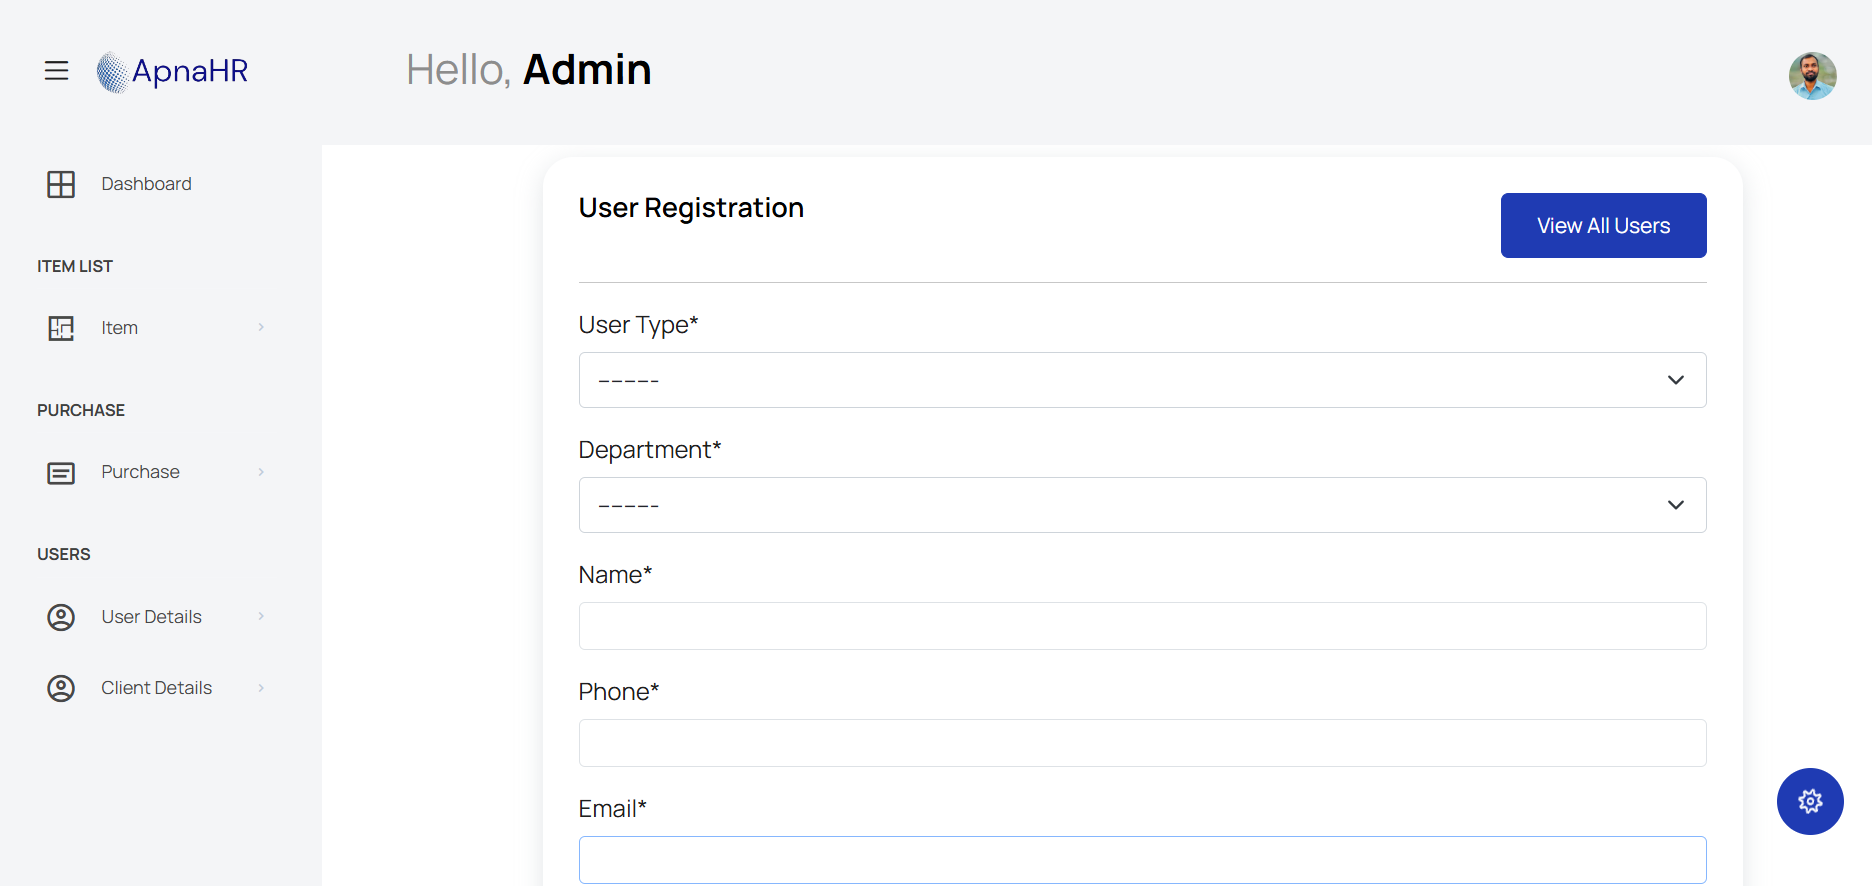 ApnaHR
Hello, Admin
Dashboard
ITEM LIST
Item
PURCHASE
Purchase
USERS
User Details
Client Details
User Registration
View All Users
User Type*
---------
Department*
---------
Name*
Phone*
Email*